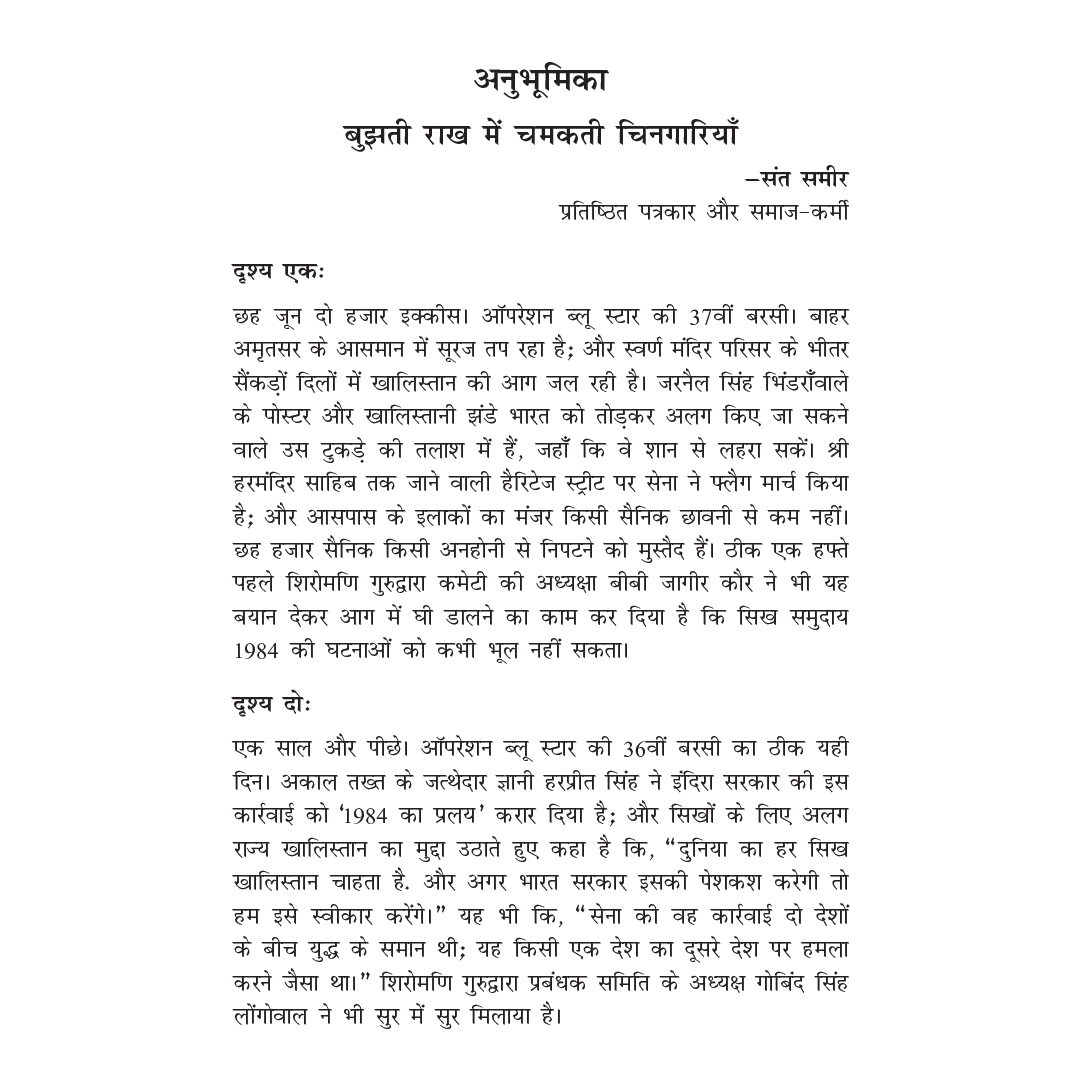 अनुभूमिका
बुझती राख में चमकती चिनगारियाँ
–संत समीर
प्रतिष्ठित पत्रकार और समाज-कर्मी
दृश्य एकः
छह जून दो हजार इक्कीस। ऑपरेशन ब्लू स्टार की 37वीं बरसी। बाहर
अमृतसर के आसमान में सूरज तप रहा है; और स्वर्ण मंदिर परिसर के भीतर
सैंकड़ों दिलों में खालिस्तान की आग जल रही है। जरनैल सिंह भिंडराँवाले
के पोस्टर और खालिस्तानी झंडे भारत को तोड़कर अलग किए जा सकने
वाले उस टुकड़े की तलाश में हैं, जहाँ कि वे शान से लहरा सकें। श्री
हरमंदिर साहिब तक जाने वाली हैरिटेज स्ट्रीट पर सेना ने फ्लैग मार्च किया
है; और आसपास के इलाकों का मंजर किसी सैनिक छावनी से कम नहीं।
छह हजार सैनिक किसी अनहोनी से निपटने को मुस्तैद हैं। ठीक एक हफ्ते
पहले शिरोमणि गुरुद्वारा कमेटी की अध्यक्षा बीबी जागीर कौर ने भी यह
बयान देकर आग में घी डालने का काम कर दिया है कि सिख समुदाय
1984 की घटनाओं को कभी भूल नहीं सकता।
दृश्य दोः
एक साल और पीछे। ऑपरेशन ब्लू स्टार की 36वीं बरसी का ठीक यही
दिन। अकाल तख्त के जत्थेदार ज्ञानी हरप्रीत सिंह ने इंदिरा सरकार की इस
कार्रवाई को ‘1984 का प्रलय’ करार दिया है; और सिखों के लिए अलग
राज्य खालिस्तान का मुद्दा उठाते हुए कहा है कि, “दुनिया का हर सिख
खालिस्तान चाहता है. और अगर भारत सरकार इसकी पेशकश करेगी तो
हम इसे स्वीकार करेंगे।” यह भी कि, “सेना की वह कार्रवाई दो देशों
के बीच युद्ध के समान थी; यह किसी एक देश का दूसरे देश पर हमला
करने जैसा था।” शिरोमणि गुरुद्वारा प्रबंधक समिति के अध्यक्ष गोबिंद सिंह
लोंगोवाल ने भी सुर में सुर मिलाया है।